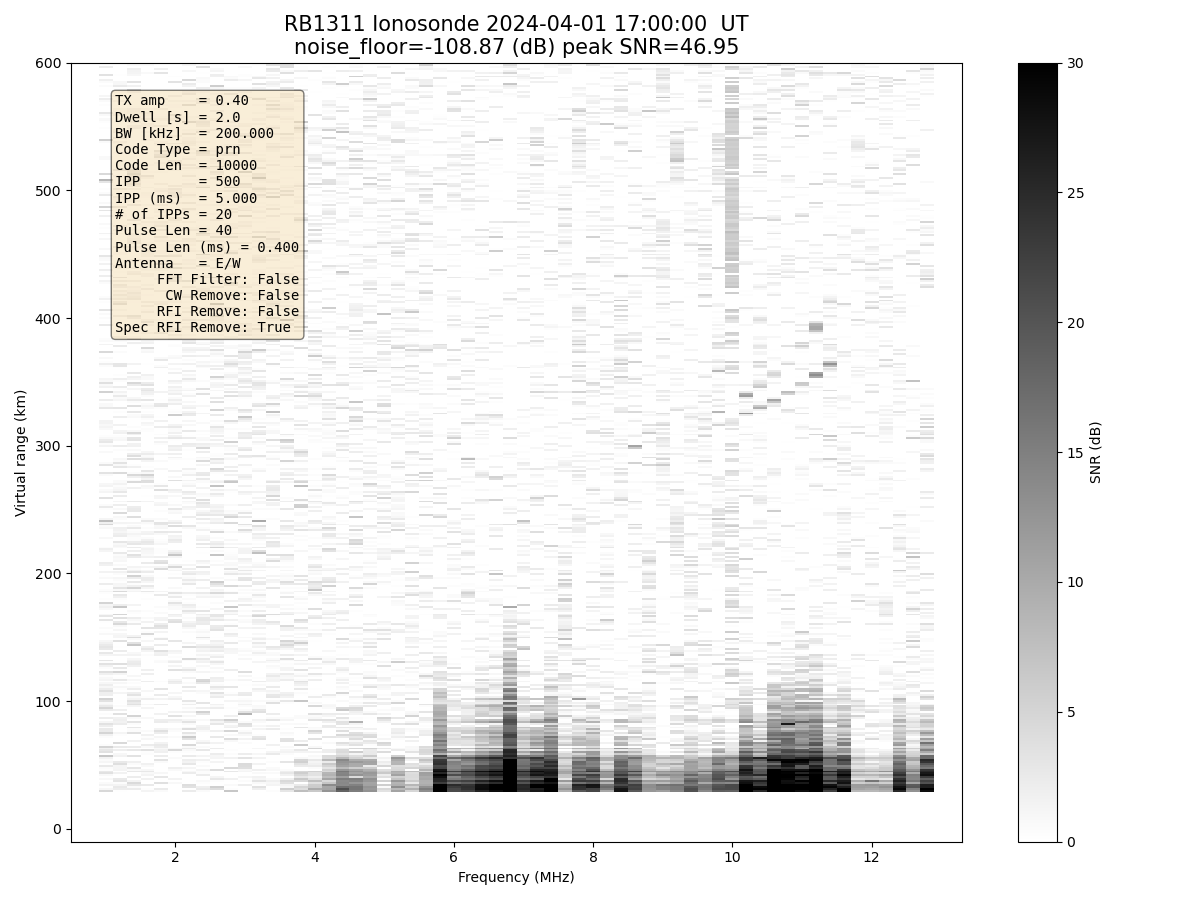 RB1311 Ionosonde 2024-04-01 17:00:00  UT
noise_floor=-108.87 (dB) peak SNR=46.95
TX amp    = 0.40
Dwell [s] = 2.0
BW [kHz]  = 200.000
Code Type = prn
Code Len  = 10000
IPP       = 500
IPP (ms)  = 5.000
# of IPPs = 20
Pulse Len = 40
Pulse Len (ms) = 0.400
Antenna   = E/W
FFT Filter: False
CW Remove: False
RFI Remove: False
Spec RFI Remove: True
600
500
400
300
200
100
0
Virtual range (km)
2
4
6
8
10
12
Frequency (MHz)
30
25
20
15
10
5
0
SNR (dB)